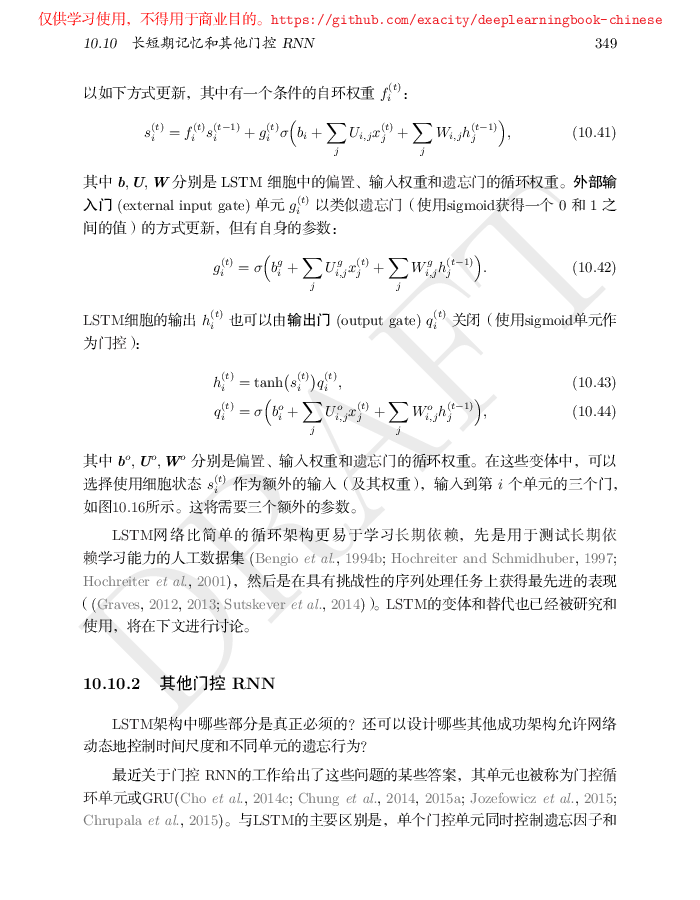 仅供学习使用，不得用于商业目的。https://github.com/exacity/deeplearningbook-chinese
10.10 长短期记忆和其他门控 RNN 349
以如下方式更新，其中有一个条件的自环权重 f_i^{(t)}：
s_i^{(t)} = f_i^{(t)} s_i^{(t−1)} + g_i^{(t)} σ(b_i + ∑_j U_{i,j} x_j^{(t)} + ∑_j W_{i,j} h_j^{(t−1)}), (10.41)
其中 b, U, W 分别是 LSTM 细胞中的偏置、输入权重和遗忘门的循环权重。外部输
入门 (external input gate) 单元 g_i^{(t)} 以类似遗忘门（使用sigmoid获得一个 0 和 1 之
间的值）的方式更新，但有自身的参数：
g_i^{(t)} = σ(b_i^g + ∑_j U_{i,j}^g x_j^{(t)} + ∑_j W_{i,j}^g h_j^{(t−1)}). (10.42)
LSTM细胞的输出 h_i^{(t)} 也可以由输出门 (output gate) q_i^{(t)} 关闭（使用sigmoid单元作
为门控）：
h_i^{(t)} = tanh(s_i^{(t)}) q_i^{(t)}, (10.43)
q_i^{(t)} = σ(b_i^o + ∑_j U_{i,j}^o x_j^{(t)} + ∑_j W_{i,j}^o h_j^{(t−1)}), (10.44)
其中 b^o, U^o, W^o 分别是偏置、输入权重和遗忘门的循环权重。在这些变体中，可以
选择使用细胞状态 s_i^{(t)} 作为额外的输入（及其权重），输入到第 i 个单元的三个门，
如图10.16所示。这将需要三个额外的参数。
LSTM网络比简单的循环架构更易于学习长期依赖，先是用于测试长期依
赖学习能力的人工数据集 (Bengio et al., 1994b; Hochreiter and Schmidhuber, 1997;
Hochreiter et al., 2001)，然后是在具有挑战性的序列处理任务上获得最先进的表现
（(Graves, 2012, 2013; Sutskever et al., 2014)）。LSTM的变体和替代也已经被研究和
使用，将在下文进行讨论。
10.10.2 其他门控 RNN
LSTM架构中哪些部分是真正必须的？还可以设计哪些其他成功架构允许网络
动态地控制时间尺度和不同单元的遗忘行为？
最近关于门控 RNN的工作给出了这些问题的某些答案，其单元也被称为门控循
环单元或GRU(Cho et al., 2014c; Chung et al., 2014, 2015a; Jozefowicz et al., 2015;
Chrupala et al., 2015)。与LSTM的主要区别是，单个门控单元同时控制遗忘因子和
DRAFT